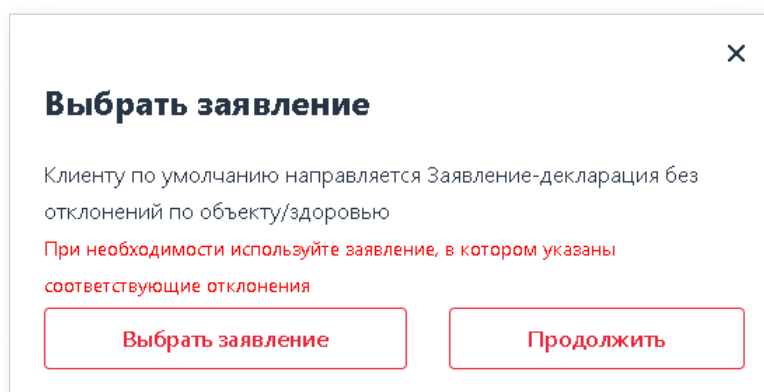 Выбрать заявление
Клиенту по умолчанию направляется Заявление-декларация без
отклонений по объекту/здоровью
При необходимости используйте заявление, в котором указаны
соответствующие отклонения
Выбрать заявление
Продолжить